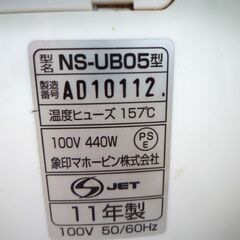 型名 NS-UB05型
製造番号 AD10112
温度ヒューズ 157℃
100V 440W PSE
象印マホービン株式会社
JET
11年製
100V 50/60Hz